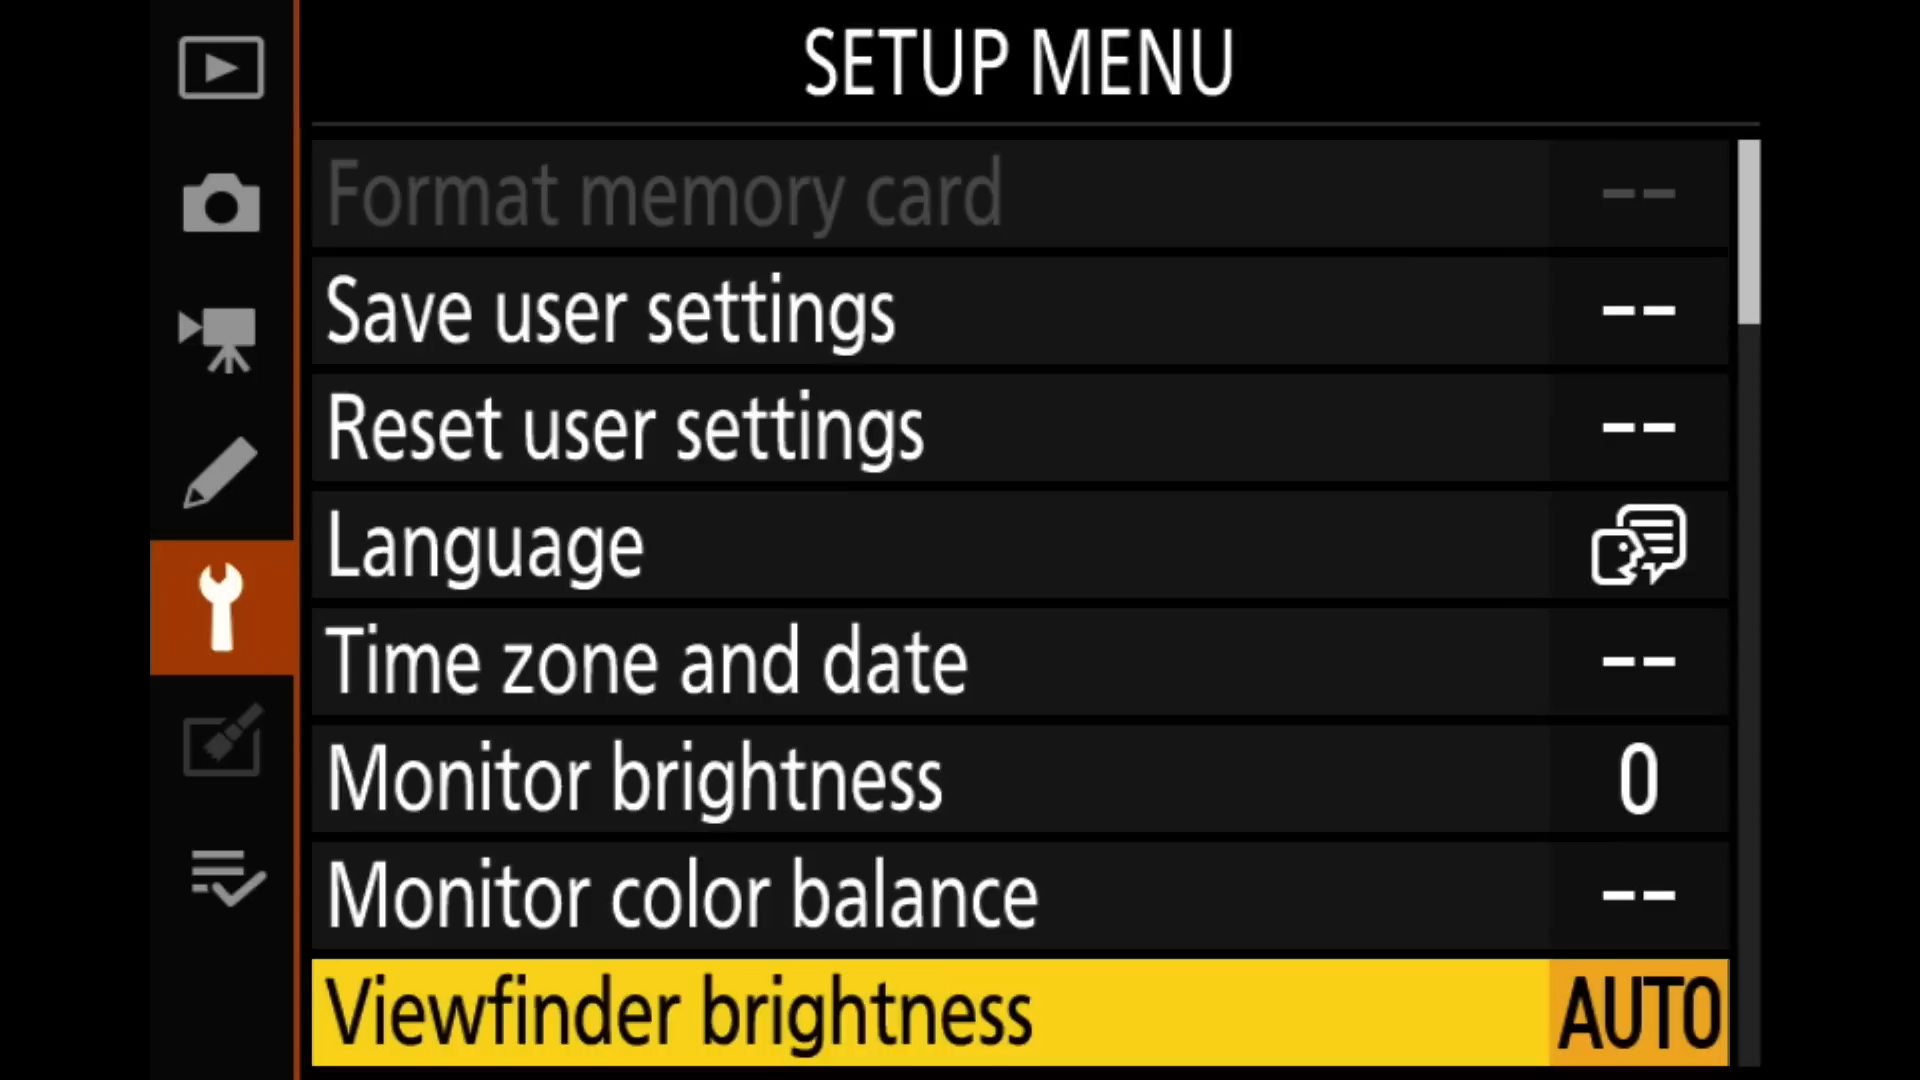 SETUP MENU
Format memory card --
Save user settings --
Reset user settings --
Language
Time zone and date --
Monitor brightness 0
Monitor color balance --
Viewfinder brightness AUTO